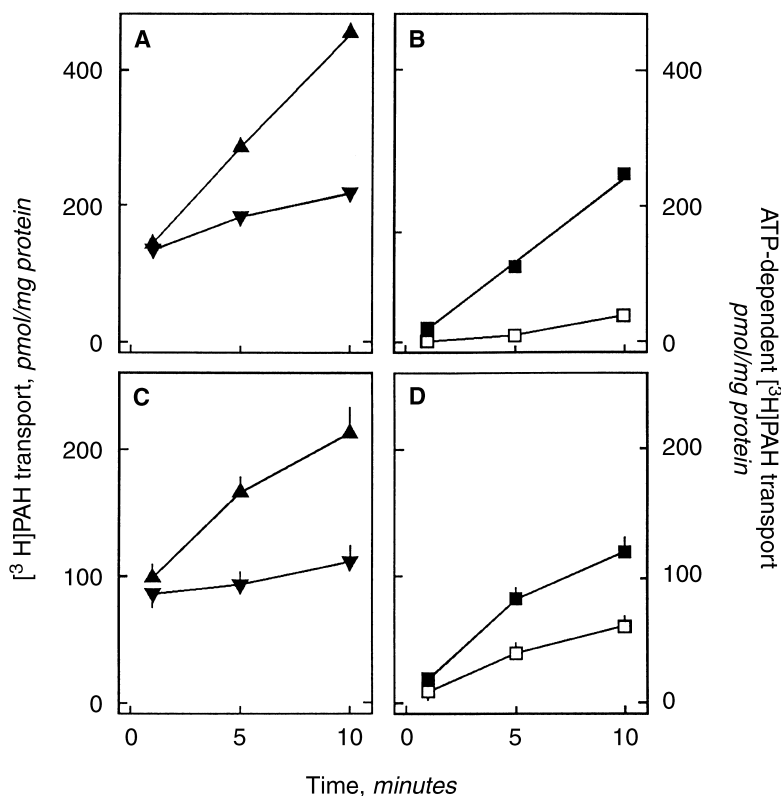 A
B
400
200
0
400
200
0
C
D
200
100
0
200
100
0
0 5 10
0 5 10
Time, minutes
[³ H]PAH transport, pmol/mg protein
ATP-dependent [³H]PAH transport
pmol/mg protein